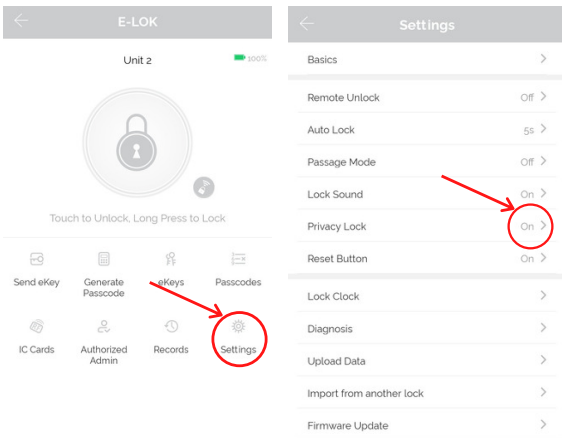 E-LOK
Unit 2
100%
Touch to Unlock, Long Press to Lock
Send eKey
Generate Passcode
eKeys
Passcodes
IC Cards
Authorized Admin
Records
Settings
Settings
Basics
Remote Unlock Off
Auto Lock 5s
Passage Mode Off
Lock Sound On
Privacy Lock On
Reset Button On
Lock Clock
Diagnosis
Upload Data
Import from another lock
Firmware Update